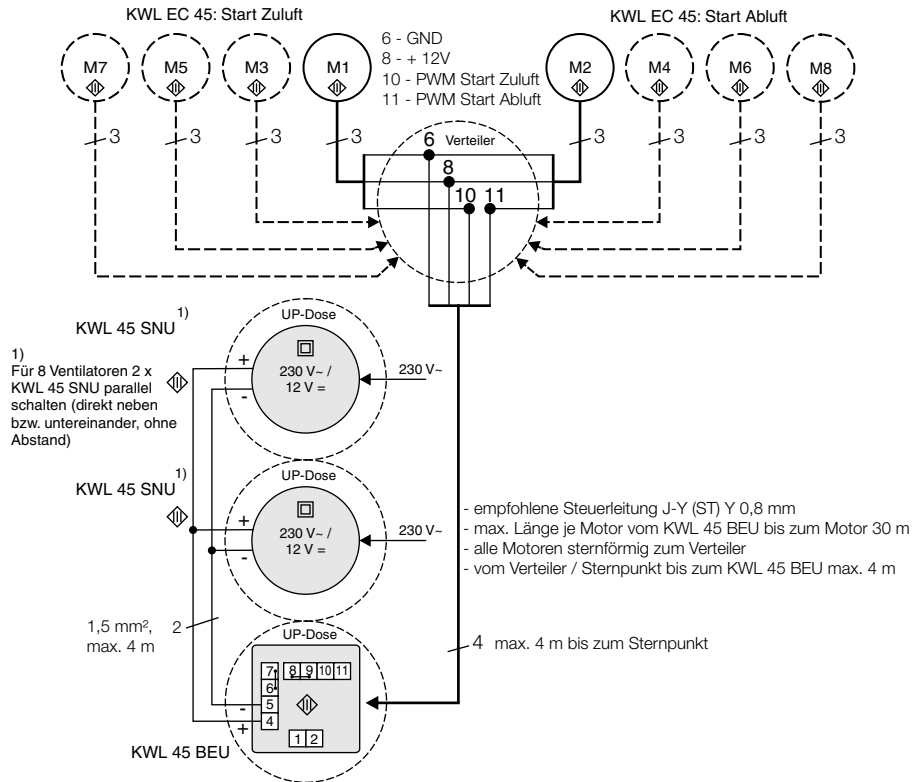 KWL EC 45: Start Zuluft
KWL EC 45: Start Abluft
6 - GND
8 - + 12V
10 - PWM Start Zuluft
11 - PWM Start Abluft
M7
M5
M3
M1
M2
M4
M6
M8
3
3
3
3
3
3
3
3
6 Verteiler
8
10 11
UP-Dose
KWL 45 SNU 1)
1)
Für 8 Ventilatoren 2 x
KWL 45 SNU parallel
schalten (direkt neben
bzw. untereinander, ohne
Abstand)
+
-
230 V~ /
12 V =
230 V~
UP-Dose
KWL 45 SNU 1)
+
-
230 V~ /
12 V =
230 V~
- empfohlene Steuerleitung J-Y (ST) Y 0,8 mm
- max. Länge je Motor vom KWL 45 BEU bis zum Motor 30 m
- alle Motoren sternförmig zum Verteiler
- vom Verteiler / Sternpunkt bis zum KWL 45 BEU max. 4 m
1,5 mm²,
max. 4 m
2
UP-Dose
4 max. 4 m bis zum Sternpunkt
7 8 9 10 11
6
- 5
+ 4
1 2
KWL 45 BEU